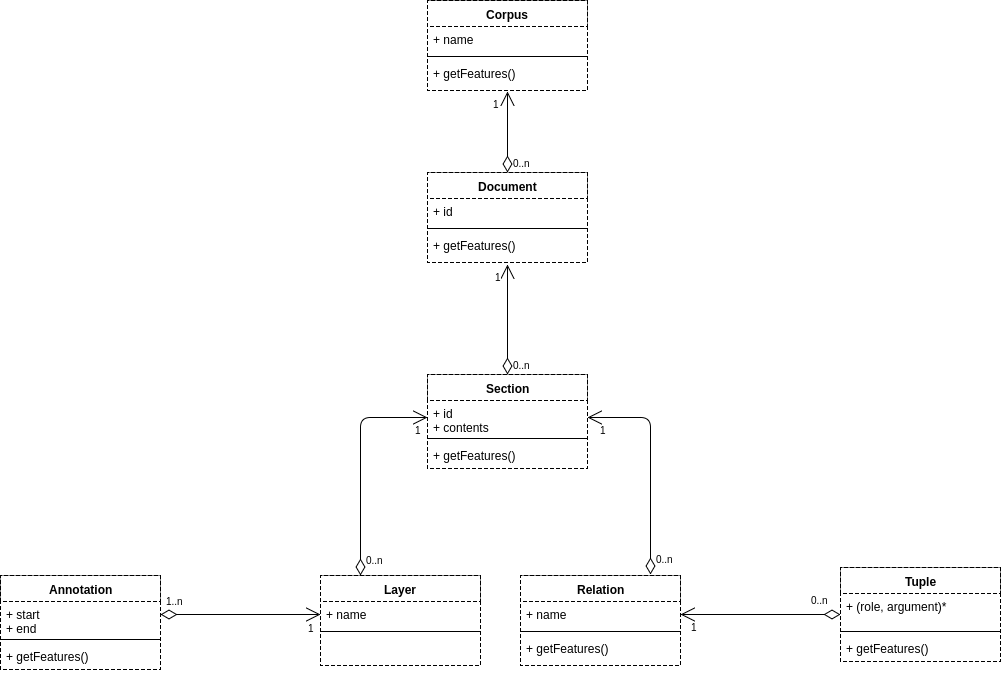 Corpus
+ name
+ getFeatures()
1
0..n
Document
+ id
+ getFeatures()
1
0..n
Section
+ id
+ contents
+ getFeatures()
1
1
0..n
0..n
Annotation
+ start
+ end
+ getFeatures()
1..n
1
Layer
+ name
Relation
+ name
+ getFeatures()
1
0..n
Tuple
+ (role, argument)*
+ getFeatures()